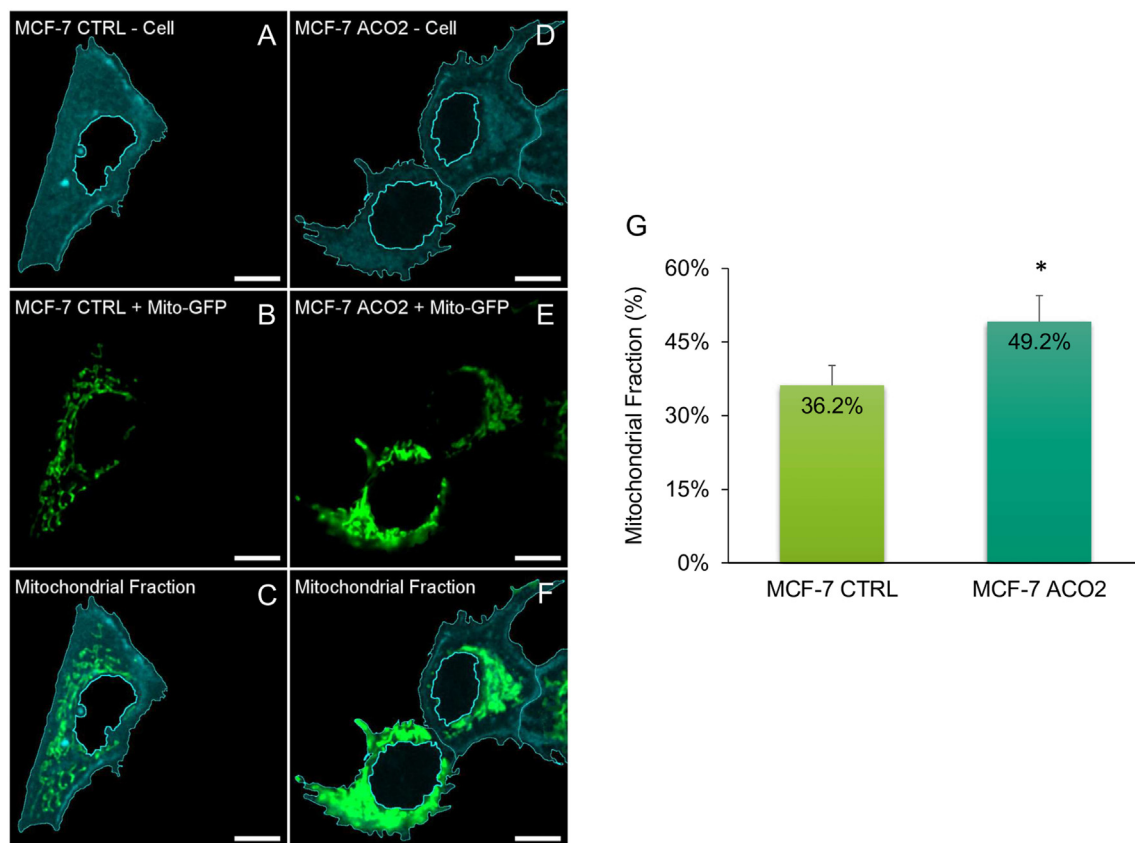 MCF-7 CTRL - Cell
A
MCF-7 ACO2 - Cell
D
MCF-7 CTRL + Mito-GFP
B
MCF-7 ACO2 + Mito-GFP
E
Mitochondrial Fraction
C
Mitochondrial Fraction
F
G
Mitochondrial Fraction (%)
60%
45%
30%
15%
0%
*
36.2%
49.2%
MCF-7 CTRL
MCF-7 ACO2